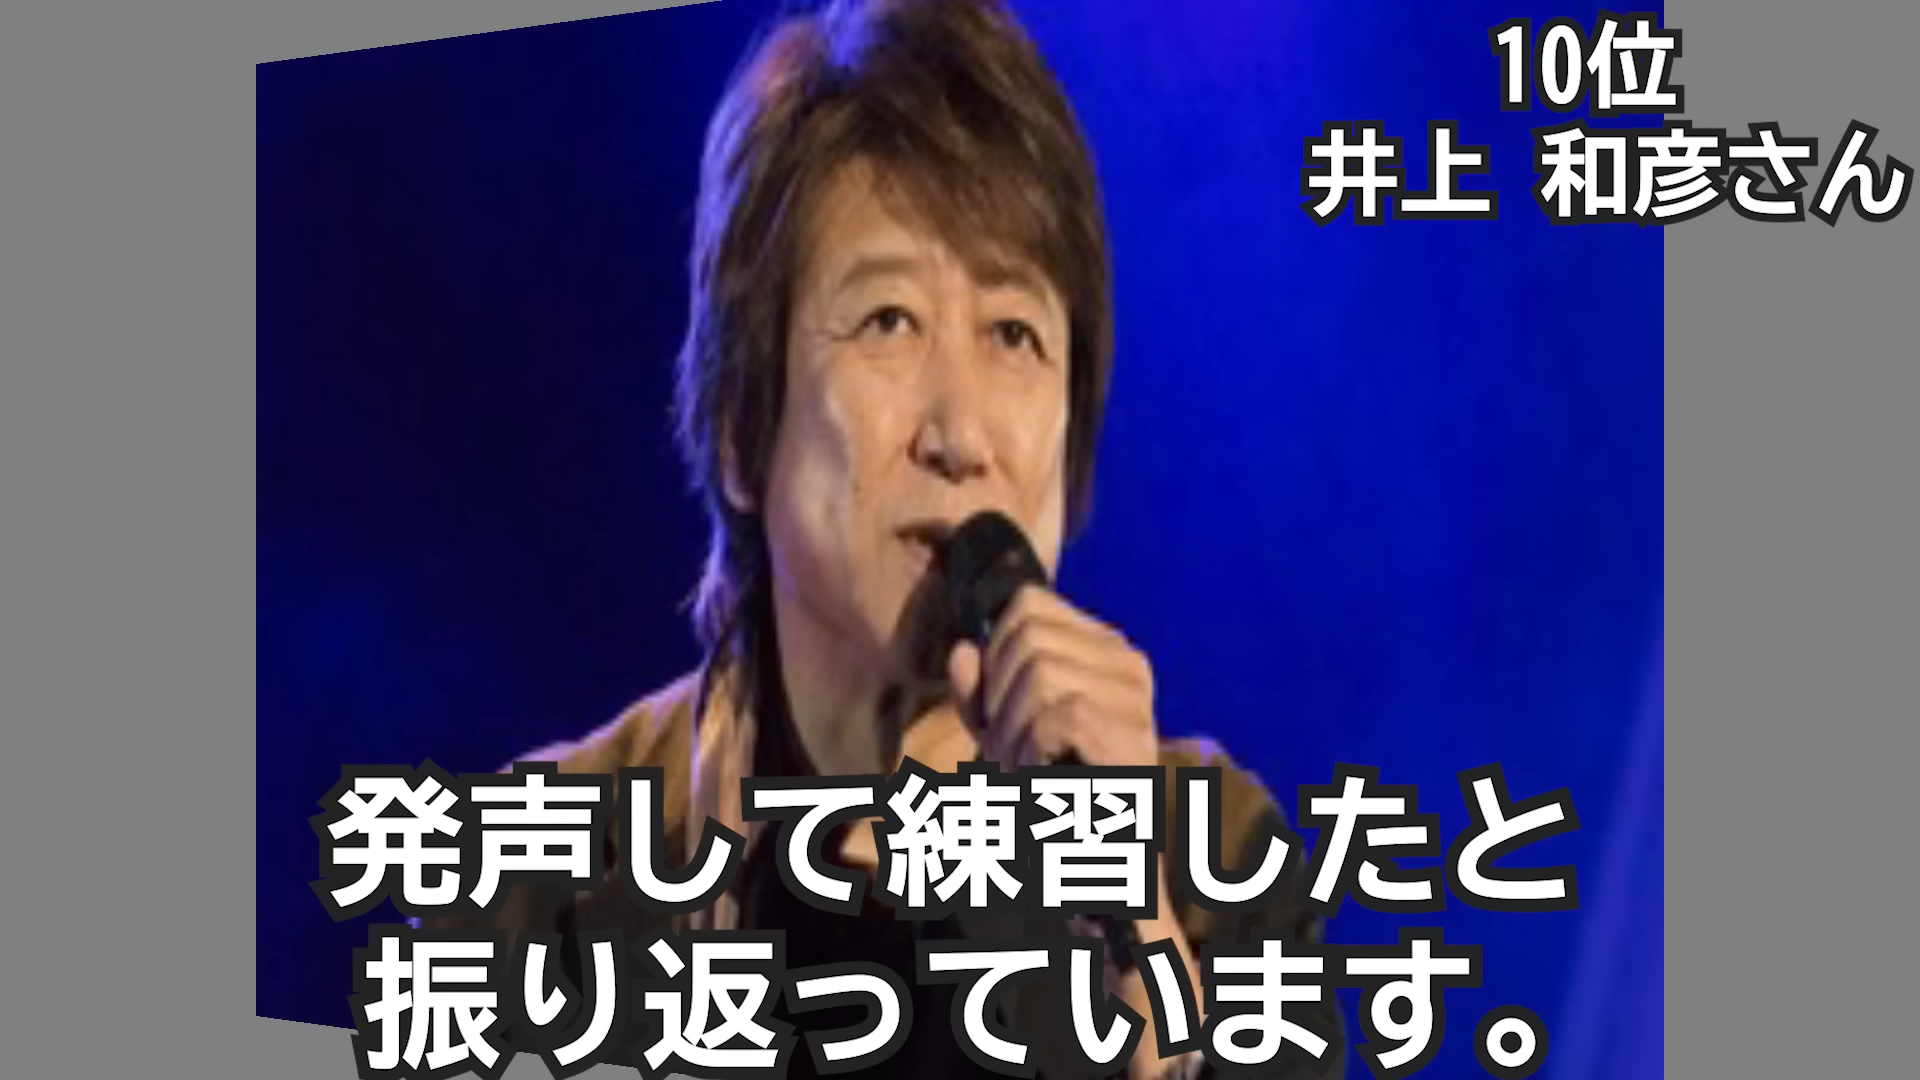 10位
井上 和彦さん
発声して練習したと
振り返っています。